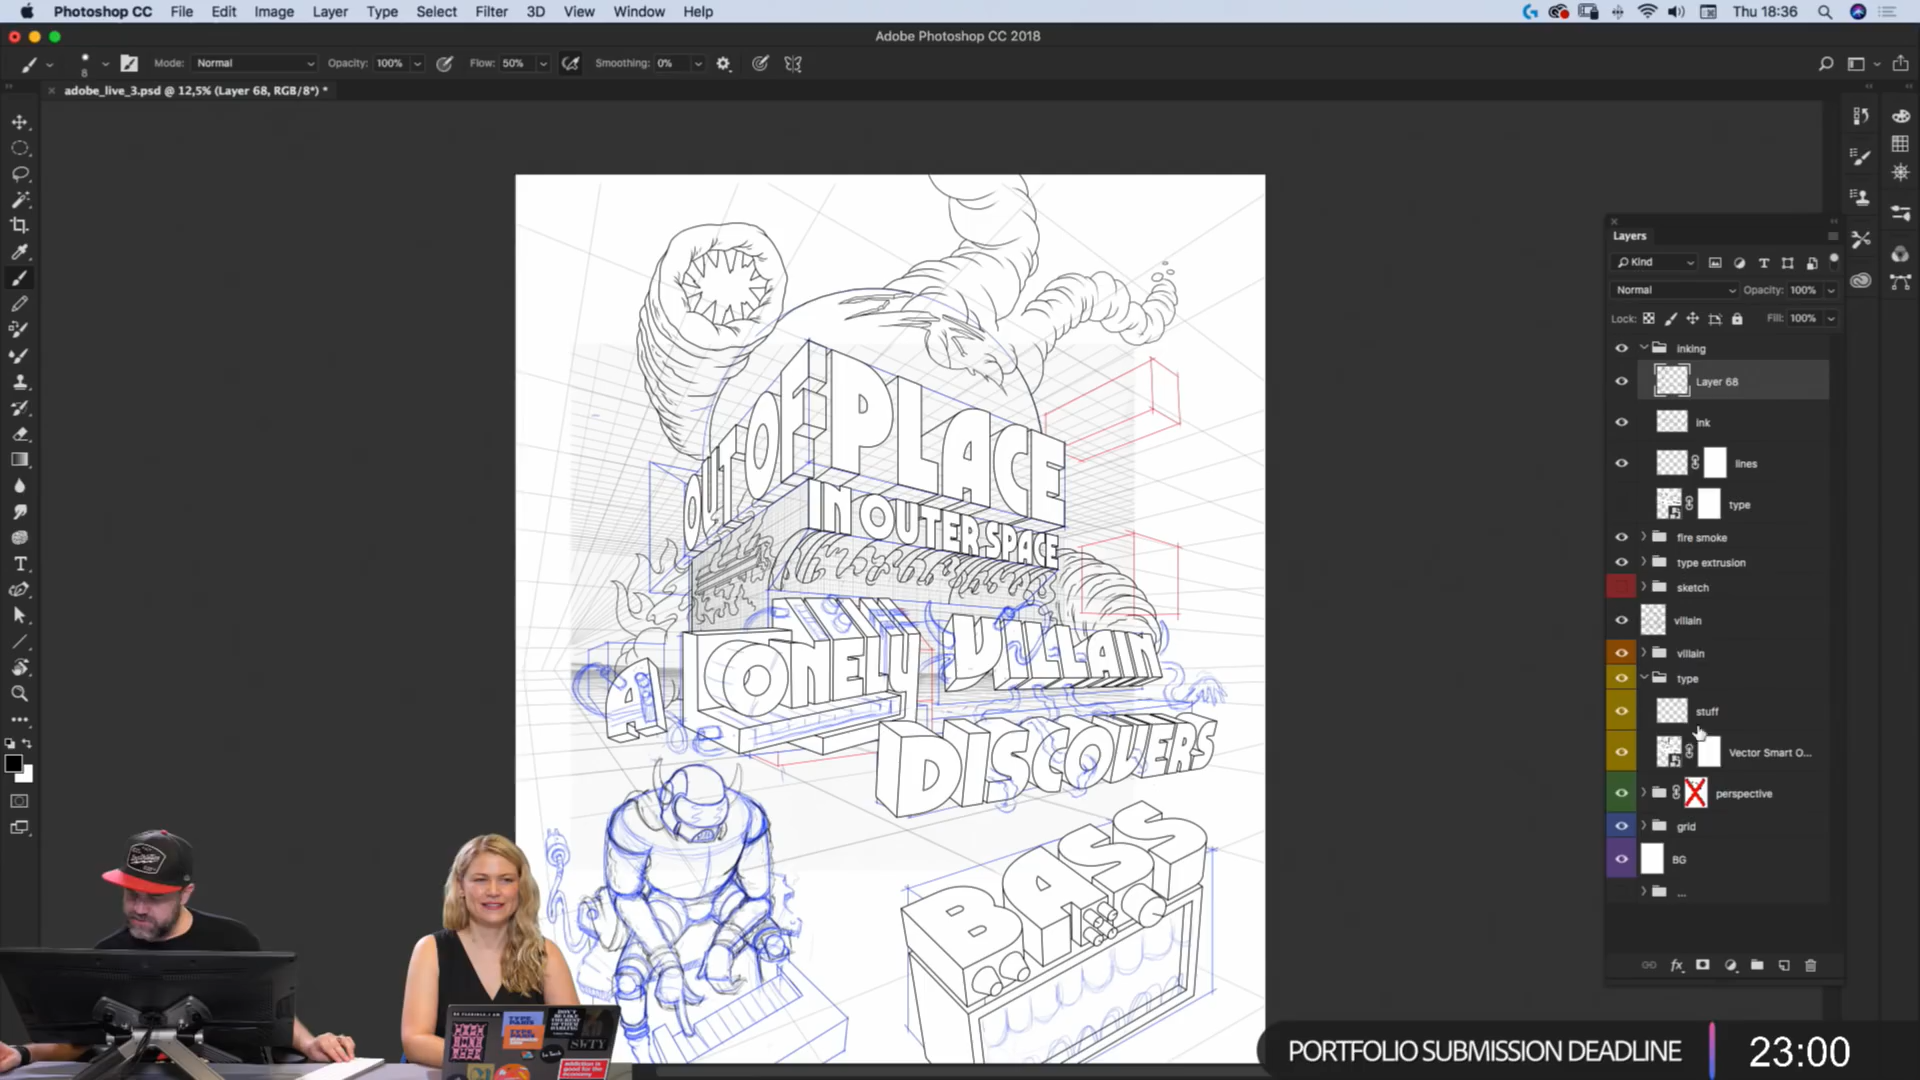 Photoshop CC File Edit Image Layer Type Select Filter 3D View Window Help Thu 18:36
Adobe Photoshop CC 2018
8 Mode: Normal Opacity: 100% Flow: 50% Smoothing: 0%
adobe_live_3.psd @ 12,5% (Layer 68, RGB/8*) *
Layers
Kind
Normal Opacity: 100%
Lock: Fill: 100%
inking
Layer 68
ink
lines
type
fire smoke
type extrusion
sketch
villain
villain
type
stuff
Vector Smart O...
perspective
grid
BG
...
OUT OF PLACE
IN OUTERSPACE
A LONELY VILLAIN
DISCOVERS
BASS
SWTY
PORTFOLIO SUBMISSION DEADLINE 23:00